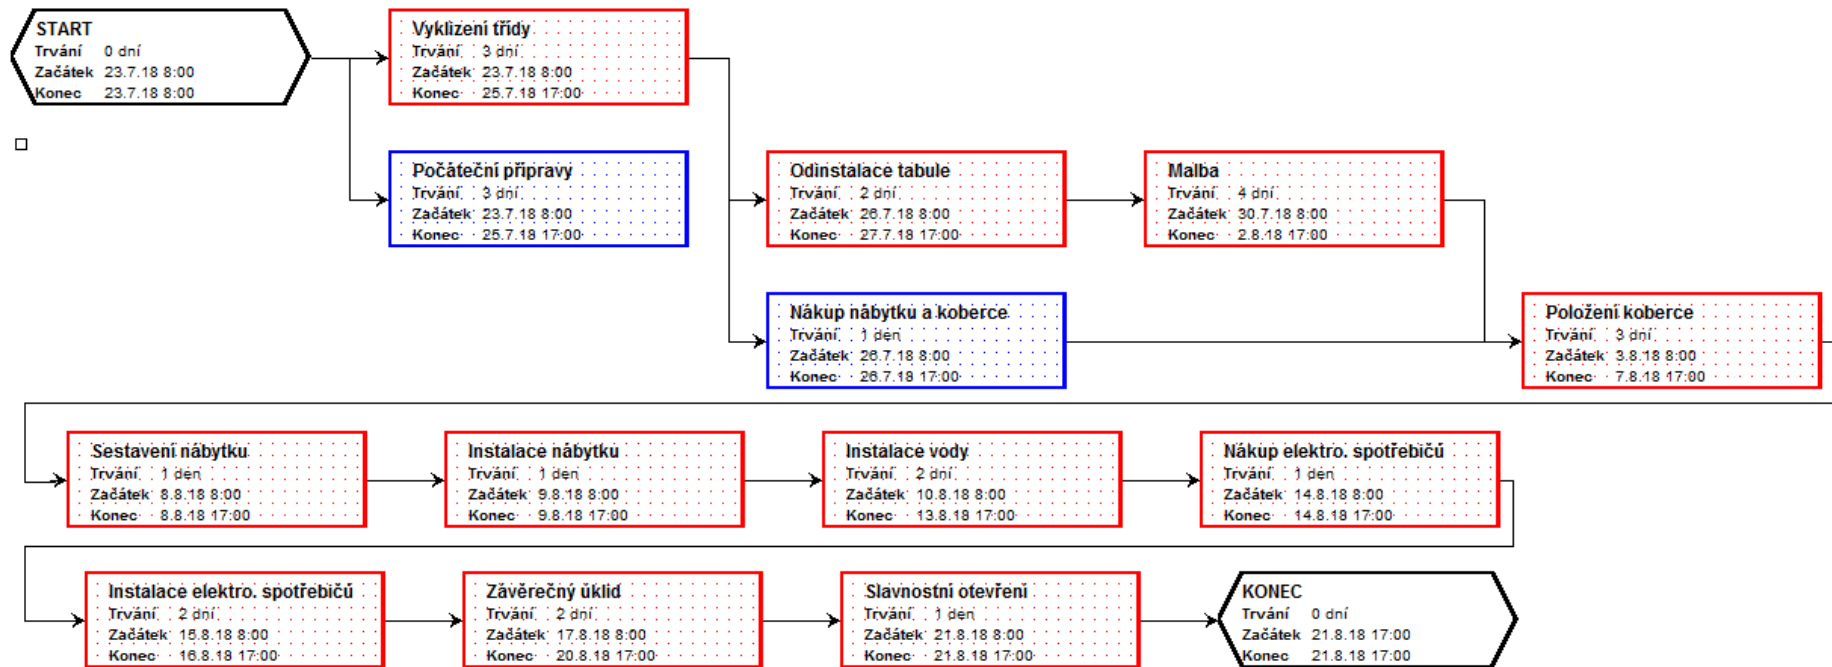 START
Trvání 0 dní
Začátek 23.7.18 8:00
Konec 23.7.18 8:00
Vyklizení třídy
Trvání 3 dní
Začátek 23.7.18 8:00
Konec 25.7.18 17:00
Počáteční přípravy
Trvání 3 dní
Začátek 23.7.18 8:00
Konec 25.7.18 17:00
Odinstalace tabule
Trvání 2 dní
Začátek 26.7.18 8:00
Konec 27.7.18 17:00
Malba
Trvání 4 dní
Začátek 30.7.18 8:00
Konec 2.8.18 17:00
Nákup nábytku a koberce
Trvání 1 den
Začátek 26.7.18 8:00
Konec 26.7.18 17:00
Položení koberce
Trvání 3 dní
Začátek 3.8.18 8:00
Konec 7.8.18 17:00
Sestavení nábytku
Trvání 1 den
Začátek 8.8.18 8:00
Konec 8.8.18 17:00
Instalace nábytku
Trvání 1 den
Začátek 9.8.18 8:00
Konec 9.8.18 17:00
Instalace vody
Trvání 2 dní
Začátek 10.8.18 8:00
Konec 13.8.18 17:00
Nákup elektro. spotřebičů
Trvání 1 den
Začátek 14.8.18 8:00
Konec 14.8.18 17:00
Instalace elektro. spotřebičů
Trvání 2 dní
Začátek 15.8.18 8:00
Konec 16.8.18 17:00
Závěrečný úklid
Trvání 2 dní
Začátek 17.8.18 8:00
Konec 20.8.18 17:00
Slavnostní otevření
Trvání 1 den
Začátek 21.8.18 8:00
Konec 21.8.18 17:00
KONEC
Trvání 0 dní
Začátek 21.8.18 17:00
Konec 21.8.18 17:00